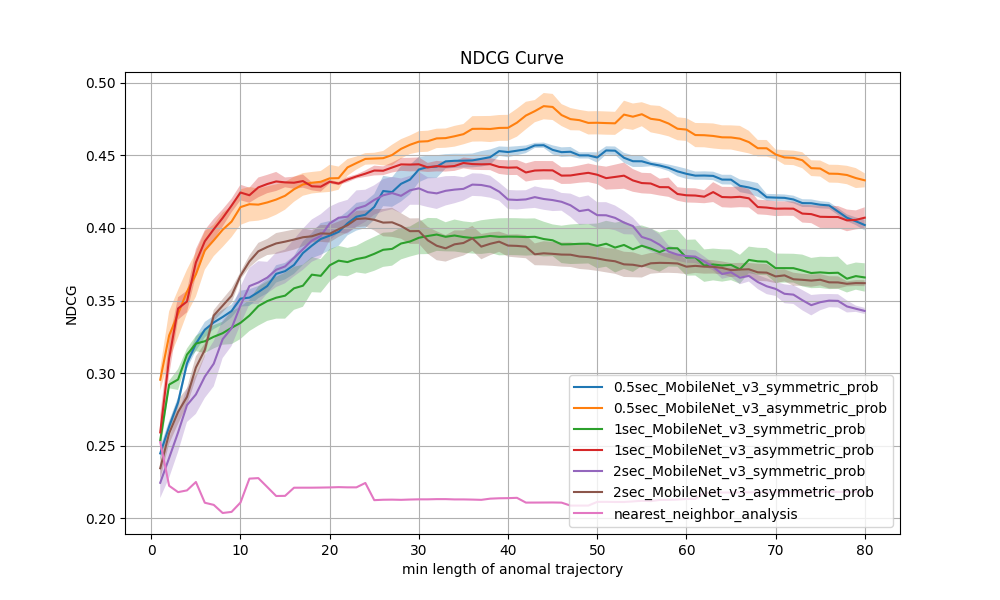 NDCG Curve
0.50
0.45
0.40
0.35
0.30
0.25
0.20
NDCG
0.5sec_MobileNet_v3_symmetric_prob
0.5sec_MobileNet_v3_asymmetric_prob
1sec_MobileNet_v3_symmetric_prob
1sec_MobileNet_v3_asymmetric_prob
2sec_MobileNet_v3_symmetric_prob
2sec_MobileNet_v3_asymmetric_prob
nearest_neighbor_analysis
0 10 20 30 40 50 60 70 80
min length of anomal trajectory